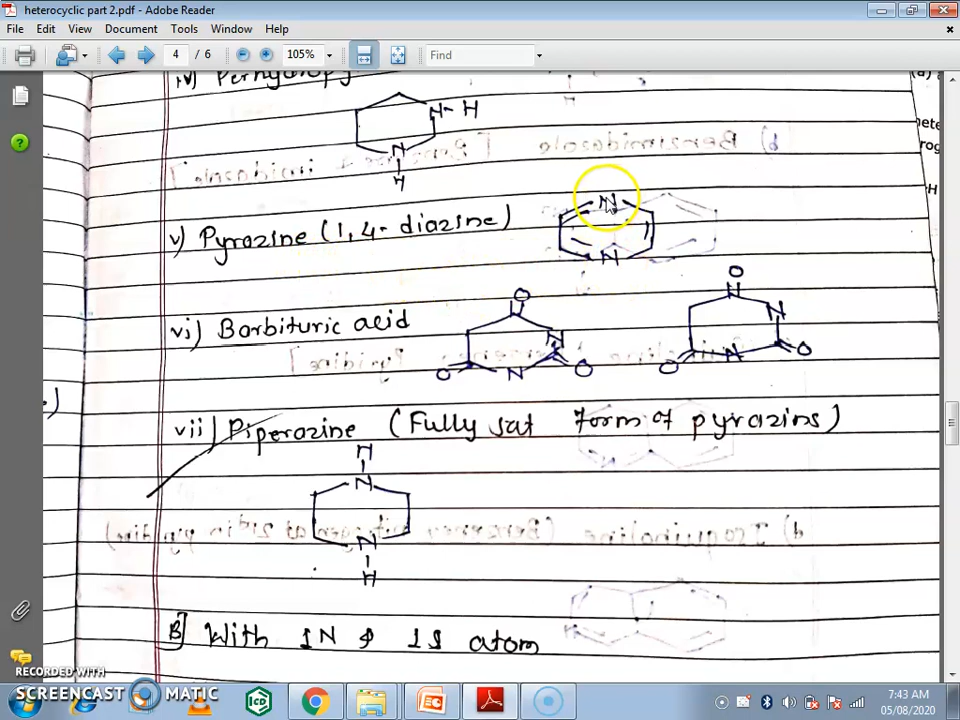 heterocyclic part 2.pdf - Adobe Reader
File Edit View Document Tools Window Help
4 / 6 105% Find
iv)
N- H
N
H
v) Pyrazine (1,4- diazine)
N
N
vi) Barbituric acid
O
N
O
N
O
O
N
O
N
O
vii) Piperazine (Fully sat form of pyrazins)
H
N
N
H
B] With 1N & 1S atom
RECORDED WITH
SCREENCAST MATIC
7:43 AM
05/08/2020